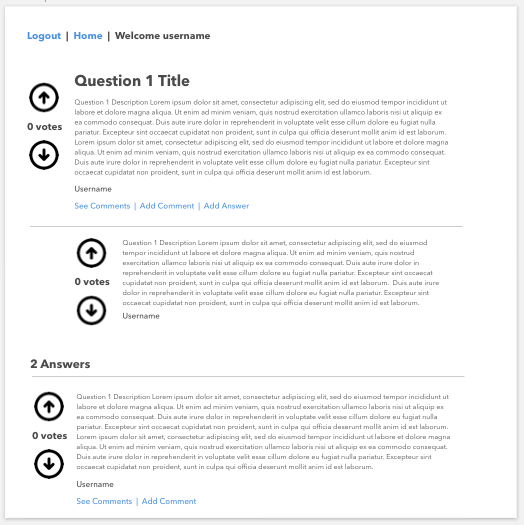 Logout | Home | Welcome username
Question 1 Title
Question 1 Description Lorem ipsum dolor sit amet, consectetur adipiscing elit, sed do eiusmod tempor incididunt ut
labore et dolore magna aliqua. Ut enim ad minim veniam, quis nostrud exercitation ullamco laboris nisi ut aliquip ex
ea commodo consequat. Duis aute irure dolor in reprehenderit in voluptate velit esse cillum dolore eu fugiat nulla
pariatur. Excepteur sint occaecat cupidatat non proident, sunt in culpa qui officia deserunt mollit anim id est laborum.
Lorem ipsum dolor sit amet, consectetur adipiscing elit, sed do eiusmod tempor incididunt ut labore et dolore magna
aliqua. Ut enim ad minim veniam, quis nostrud exercitation ullamco laboris nisi ut aliquip ex ea commodo consequat.
Duis aute irure dolor in reprehenderit in voluptate velit esse cillum dolore eu fugiat nulla pariatur. Excepteur sint
occaecat cupidatat non proident, sunt in culpa qui officia deserunt mollit anim id est laborum.
0 votes
Username
See Comments | Add Comment | Add Answer
Question 1 Description Lorem ipsum dolor sit amet, consectetur adipiscing elit, sed do eiusmod
tempor incididunt ut labore et dolore magna aliqua. Ut enim ad minim veniam, quis nostrud
exercitation ullamco laboris nisi ut aliquip ex ea commodo consequat. Duis aute irure dolor in
reprehenderit in voluptate velit esse cillum dolore eu fugiat nulla pariatur. Excepteur sint occaecat
cupidatat non proident, sunt in culpa qui officia deserunt mollit anim id est laborum. Duis aute irure
dolor in reprehenderit in voluptate velit esse cillum dolore eu fugiat nulla pariatur. Excepteur sint
occaecat cupidatat non proident, sunt in culpa qui officia deserunt mollit anim id est laborum.
0 votes
Username
2 Answers
Question 1 Description Lorem ipsum dolor sit amet, consectetur adipiscing elit, sed do eiusmod tempor incididunt ut
labore et dolore magna aliqua. Ut enim ad minim veniam, quis nostrud exercitation ullamco laboris nisi ut aliquip ex
ea commodo consequat. Duis aute irure dolor in reprehenderit in voluptate velit esse cillum dolore eu fugiat nulla
pariatur. Excepteur sint occaecat cupidatat non proident, sunt in culpa qui officia deserunt mollit anim id est laborum.
Lorem ipsum dolor sit amet, consectetur adipiscing elit, sed do eiusmod tempor incididunt ut labore et dolore magna
aliqua. Ut enim ad minim veniam, quis nostrud exercitation ullamco laboris nisi ut aliquip ex ea commodo consequat.
Duis aute irure dolor in reprehenderit in voluptate velit esse cillum dolore eu fugiat nulla pariatur. Excepteur sint
occaecat cupidatat non proident, sunt in culpa qui officia deserunt mollit anim id est laborum.
0 votes
Username
See Comments | Add Comment